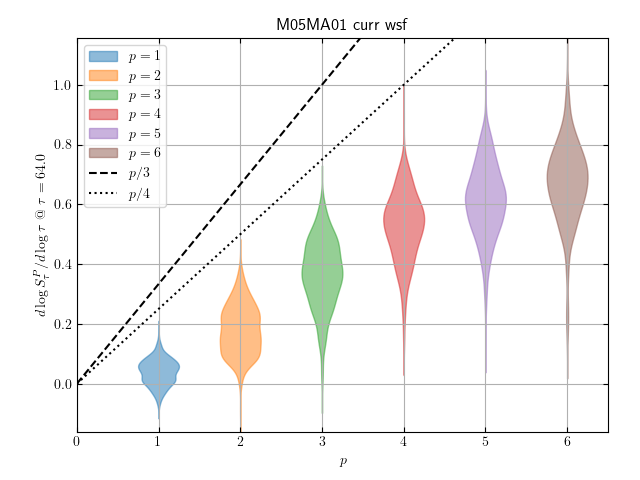 M05MA01 curr wsf
p = 1
p = 2
p = 3
p = 4
p = 5
p = 6
p/3
p/4
d log S_τ^P / d log τ @ τ = 64.0
1.0
0.8
0.6
0.4
0.2
0.0
0 1 2 3 4 5 6
p